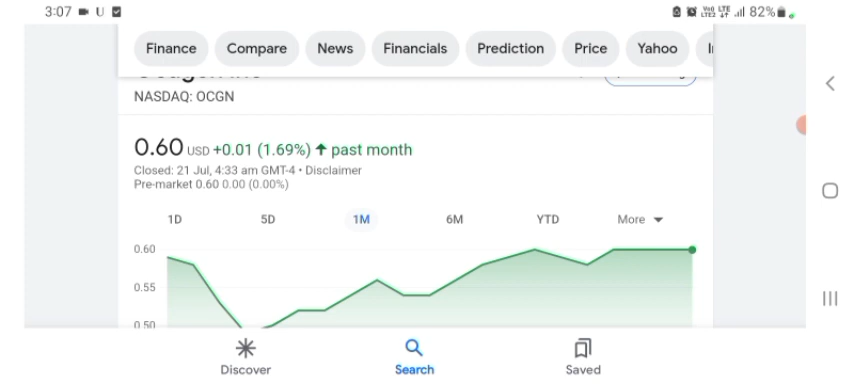 3:07 U 82%
Finance Compare News Financials Prediction Price Yahoo
NASDAQ: OCGN
0.60 USD +0.01 (1.69%) ↑ past month
Closed: 21 Jul, 4:33 am GMT-4 • Disclaimer
Pre-market 0.60 0.00 (0.00%)
1D 5D 1M 6M YTD More
0.60
0.55
0.50
Discover Search Saved